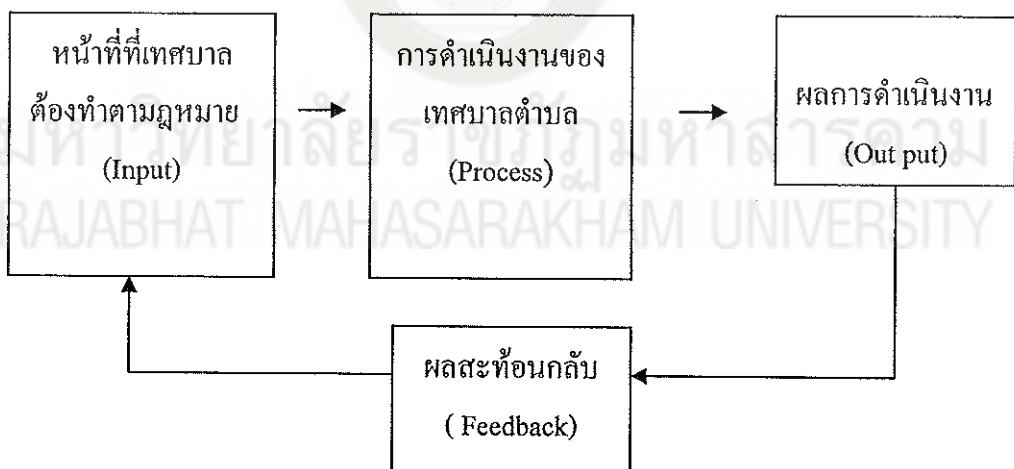 หน้าที่ที่เทศบาล
ต้องทำตามกฎหมาย
(Input)
การดำเนินงานของ
เทศบาลตำบล
(Process)
ผลการดำเนินงาน
(Out put)
มหาวิทยาลัยราชภัฏมหาสารคาม
RAJABHAT MAHASARAKHAM UNIVERSITY
ผลสะท้อนกลับ
( Feedback)